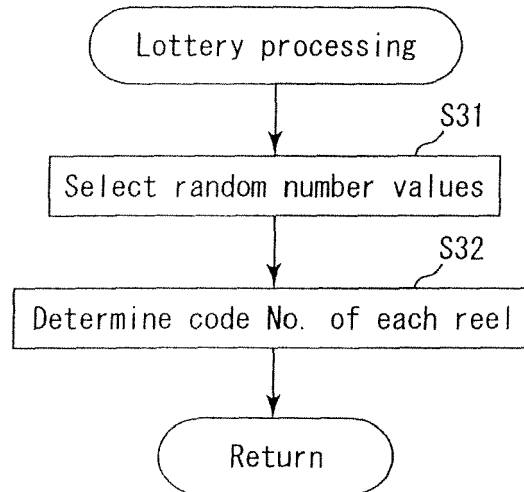 Lottery processing
S31
Select random number values
S32
Determine code No. of each reel
Return